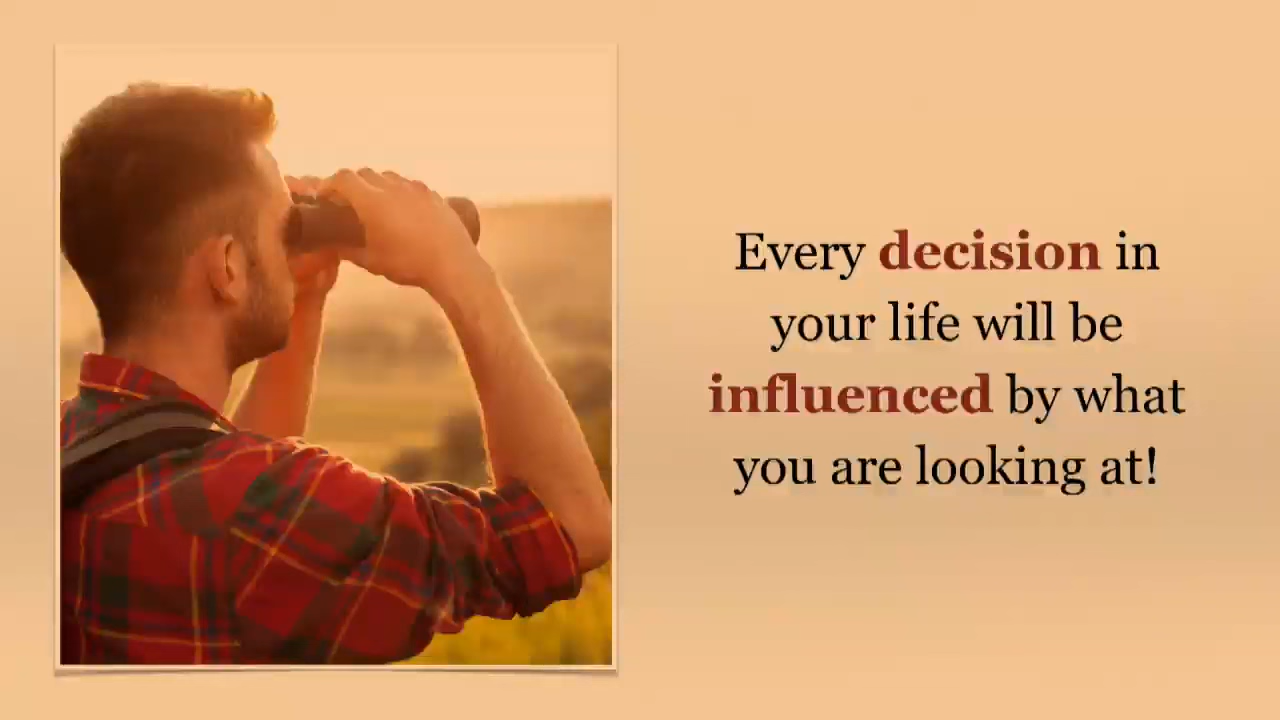 Every decision in
your life will be
influenced by what
you are looking at!